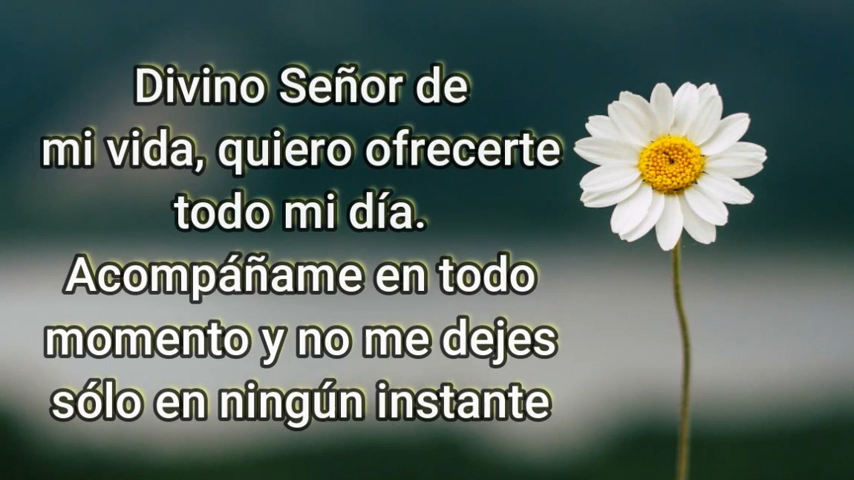 Divino Señor de
mi vida, quiero ofrecerte
todo mi día.
Acompáñame en todo
momento y no me dejes
sólo en ningún instante